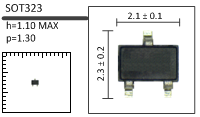 SOT323
h=1.10 MAX
p=1.30
2.1 ± 0.1
2.3 ± 0.2